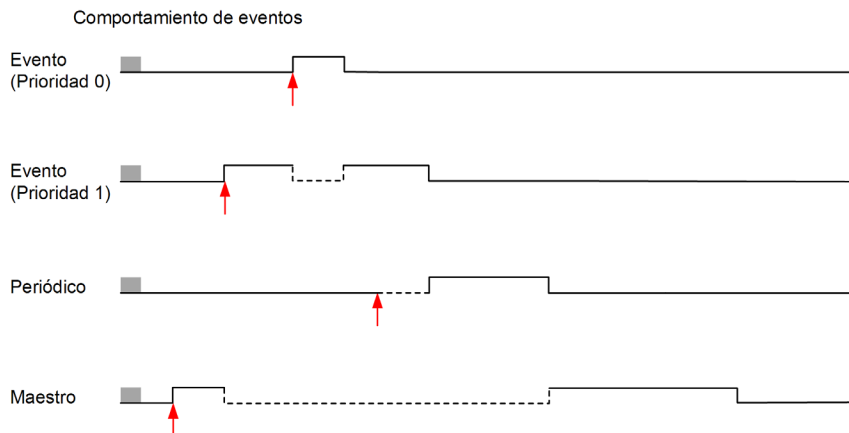 Comportamiento de eventos
Evento
(Prioridad 0)
Evento
(Prioridad 1)
Periódico
Maestro